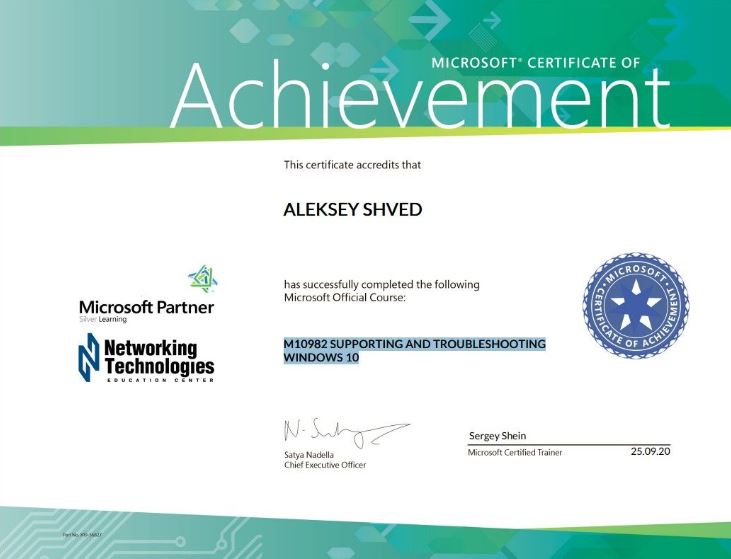 MICROSOFT® CERTIFICATE OF
Achievement
This certificate accredits that
ALEKSEY SHVED
has successfully completed the following
Microsoft Official Course:
M10982 SUPPORTING AND TROUBLESHOOTING
WINDOWS 10
Microsoft Partner
Silver Learning
Networking
Technologies
EDUCATION CENTER
MICROSOFT
CERTIFICATE OF ACHIEVEMENT
Satya Nadella
Chief Executive Officer
Sergey Shein
Microsoft Certified Trainer
25.09.20
Part No.